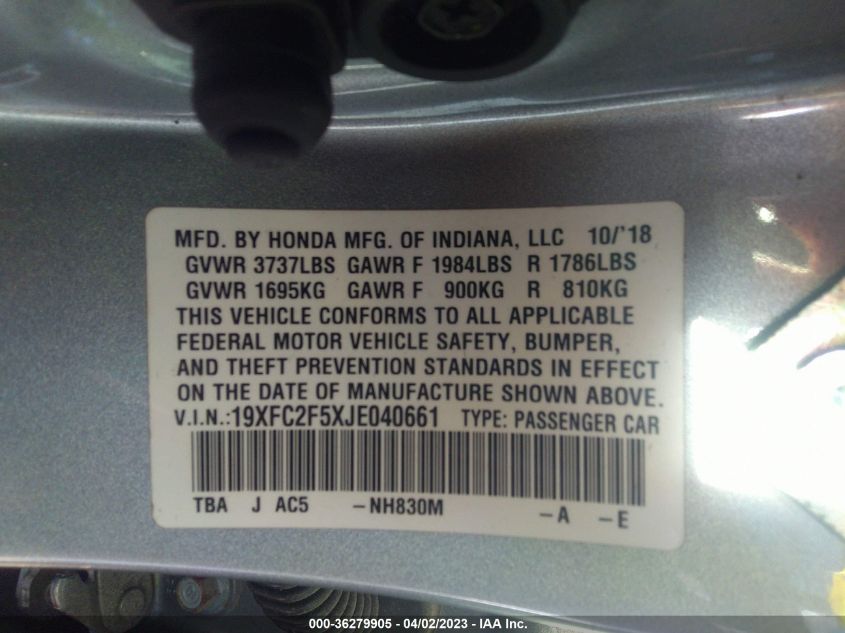 MFD. BY HONDA MFG. OF INDIANA, LLC 10/'18
GVWR 3737LBS GAWR F 1984LBS R 1786LBS
GVWR 1695KG GAWR F 900KG R 810KG
THIS VEHICLE CONFORMS TO ALL APPLICABLE
FEDERAL MOTOR VEHICLE SAFETY, BUMPER,
AND THEFT PREVENTION STANDARDS IN EFFECT
ON THE DATE OF MANUFACTURE SHOWN ABOVE.
V.I.N.:19XFC2F5XJE040661 TYPE: PASSENGER CAR
TBA J AC5 -NH830M -A -E
000-36279905 - 04/02/2023 - IAA Inc.